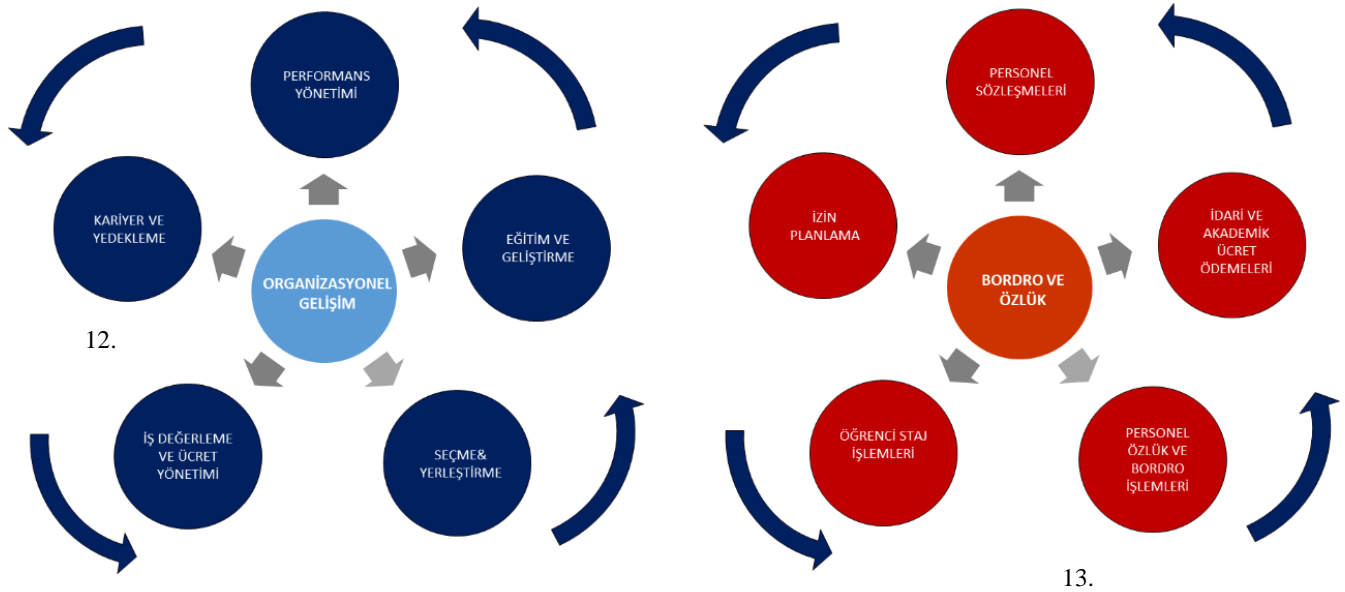 PERFORMANS
YÖNETİMİ
KARİYER VE
YEDEKLEME
EĞİTİM VE
GELİŞTİRME
ORGANİZASYONEL
GELİŞİM
12.
İŞ DEĞERLEME
VE ÜCRET
YÖNETİMİ
SEÇME&
YERLEŞTİRME
PERSONEL
SÖZLEŞMELERİ
İZİN
PLANLAMA
İDARİ VE
AKADEMİK
ÜCRET
ÖDEMELERİ
BORDRO VE
ÖZLÜK
ÖĞRENCİ STAJ
İŞLEMLERİ
PERSONEL
ÖZLÜK VE
BORDRO
İŞLEMLERİ
13.